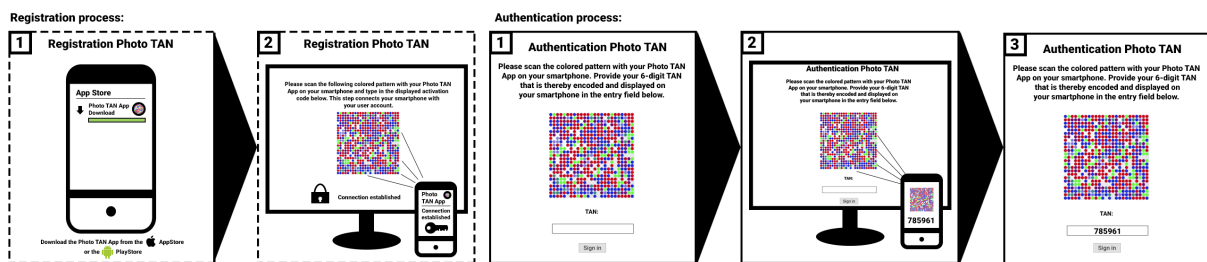 Registration process:
1
Registration Photo TAN
App Store
Photo TAN App
Download
Download the Photo TAN App from the AppStore
or the PlayStore
2
Registration Photo TAN
Please scan the following colored pattern with your Photo TAN
App on your smartphone and type in the displayed activation
code below. This step connects your smartphone with
your user account.
Connection established
Photo
TAN App
Connection
established
Authentication process:
1
Authentication Photo TAN
Please scan the colored pattern with your Photo TAN
App on your smartphone. Provide your 6-digit TAN
that is thereby encoded and displayed on
your smartphone in the entry field below.
TAN:
Sign in
2
Authentication Photo TAN
Please scan the colored pattern with your Photo TAN
App on your smartphone. Provide your 6-digit TAN
that is thereby encoded and displayed on
your smartphone in the entry field below.
TAN:
Sign in
785961
3
Authentication Photo TAN
Please scan the colored pattern with your Photo TAN
App on your smartphone. Provide your 6-digit TAN
that is thereby encoded and displayed on
your smartphone in the entry field below.
TAN:
785961
Sign in